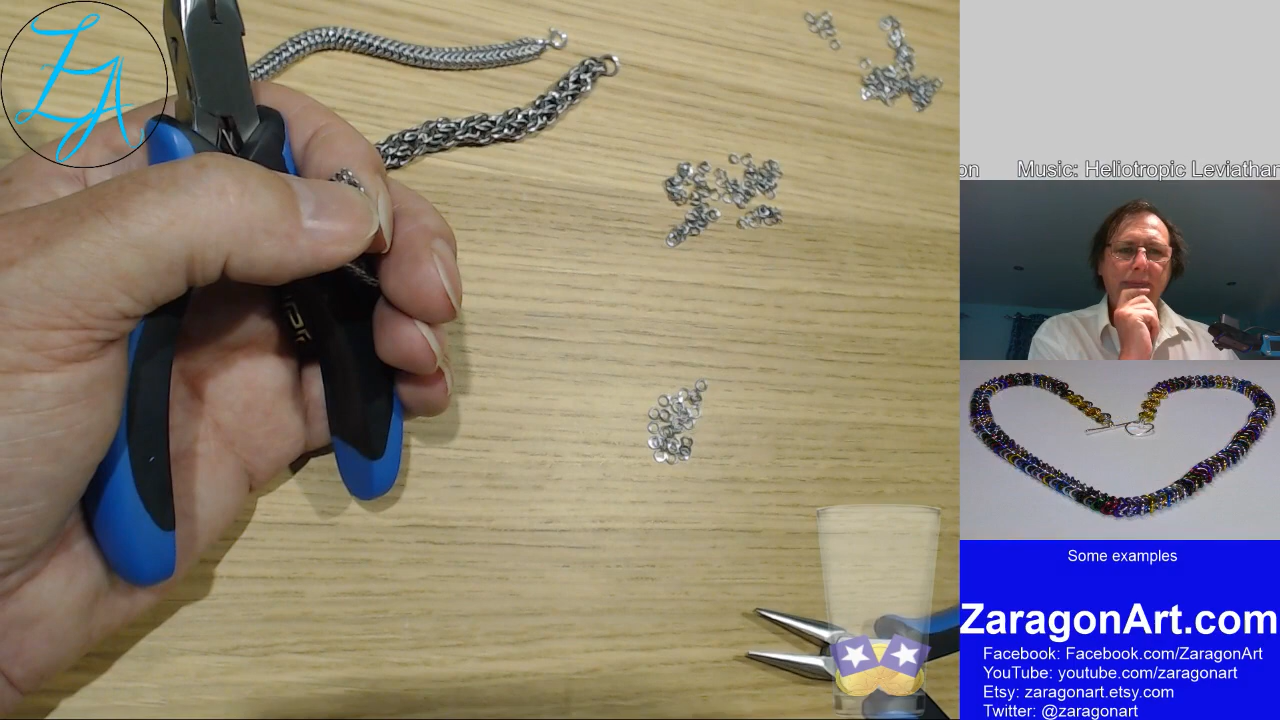 ZA
on Music: Heliotropic Leviathan
Some examples
ZaragonArt.com
Facebook: Facebook.com/ZaragonArt
YouTube: youtube.com/zaragonart
Etsy: zaragonart.etsy.com
Twitter: @zaragonart